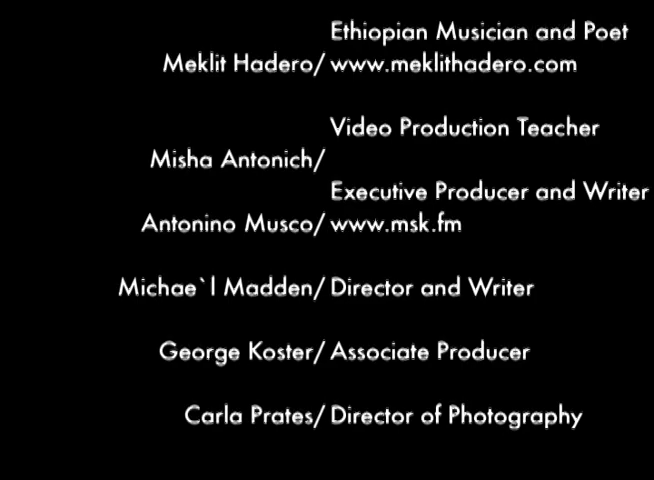 Ethiopian Musician and Poet
Meklit Hadero/ www.meklithadero.com
Video Production Teacher
Misha Antonich/
Executive Producer and Writer
Antonino Musco/ www.msk.fm
Michae`l Madden/ Director and Writer
George Koster/ Associate Producer
Carla Prates/ Director of Photography